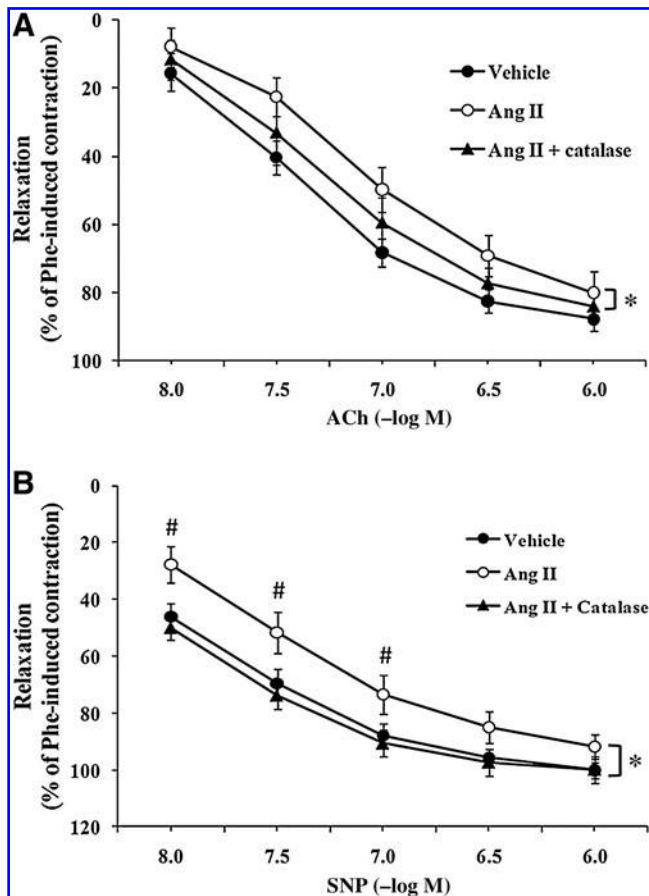 A
Relaxation
(% of Phe-induced contraction)
0
20
40
60
80
100
Vehicle
Ang II
Ang II + catalase
*
8.0 7.5 7.0 6.5 6.0
ACh (–log M)
B
Relaxation
(% of Phe-induced contraction)
0
20
40
60
80
100
120
#
#
#
Vehicle
Ang II
Ang II + Catalase
*
8.0 7.5 7.0 6.5 6.0
SNP (–log M)